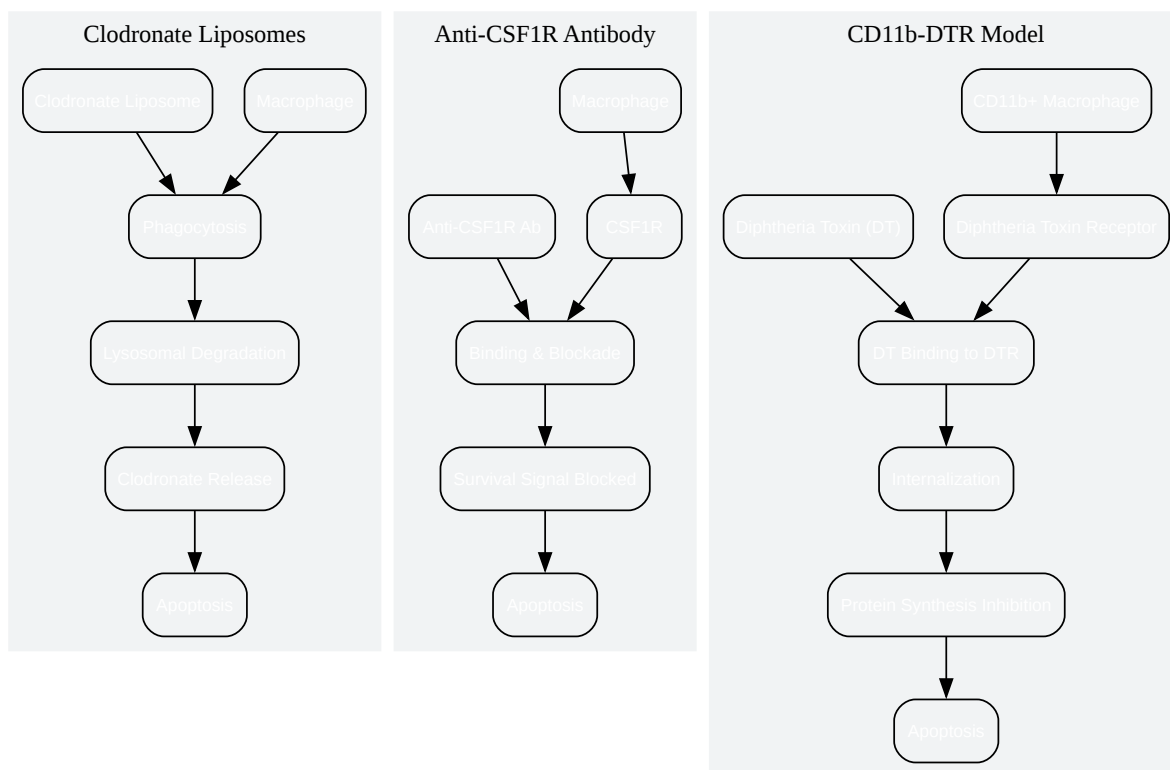 Clodronate Liposomes
Clodronate Liposome
Macrophage
Phagocytosis
Lysosomal Degradation
Clodronate Release
Apoptosis
Anti-CSF1R Antibody
Macrophage
Anti-CSF1R Ab
CSF1R
Binding & Blockade
Survival Signal Blocked
Apoptosis
CD11b-DTR Model
CD11b+ Macrophage
Diphtheria Toxin (DT)
Diphtheria Toxin Receptor
DT Binding to DTR
Internalization
Protein Synthesis Inhibition
Apoptosis